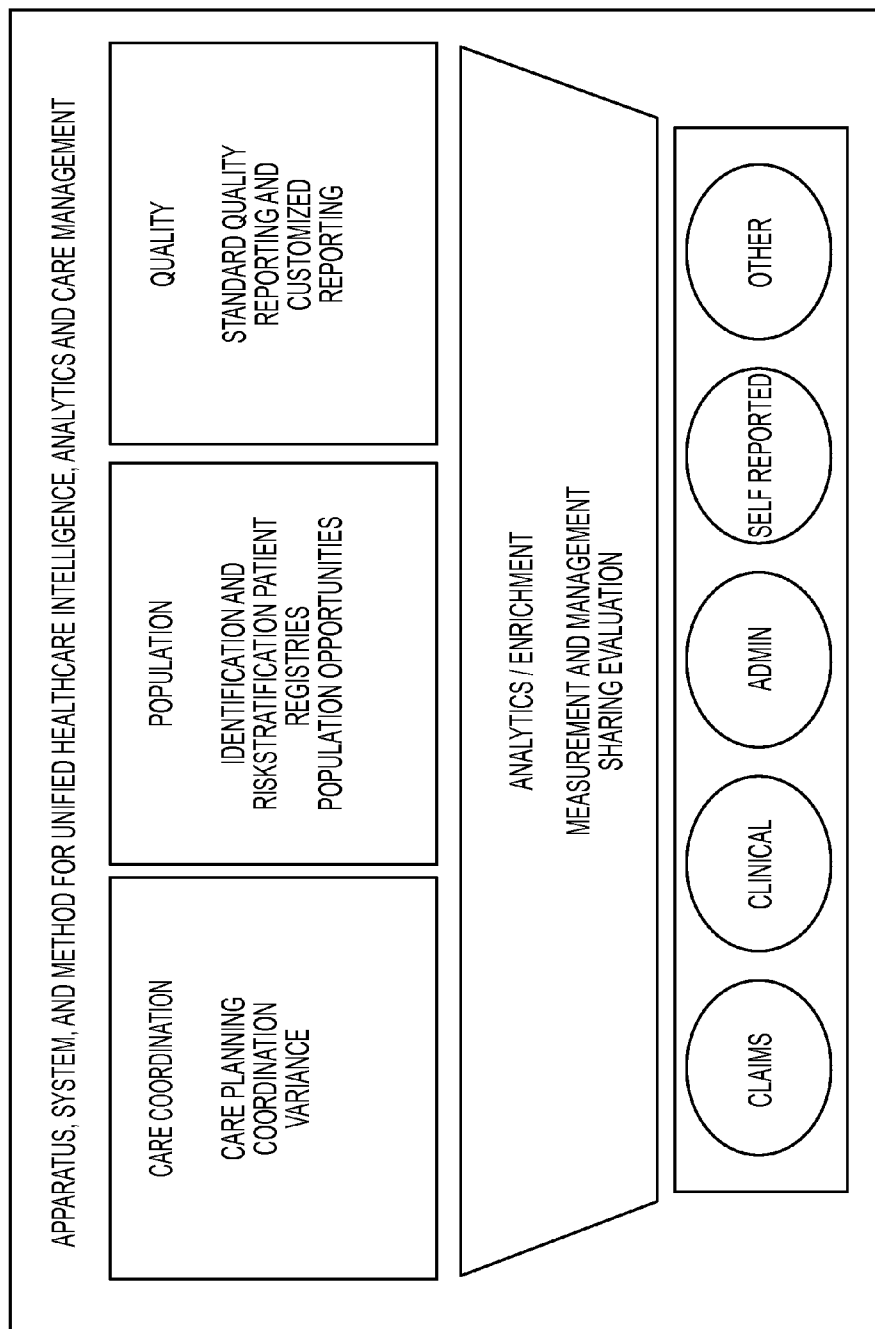 APPARATUS, SYSTEM, AND METHOD FOR UNIFIED HEALTHCARE INTELLIGENCE, ANALYTICS AND CARE MANAGEMENT
CARE COORDINATION
CARE PLANNING
COORDINATION
VARIANCE
POPULATION
IDENTIFICATION AND
RISKSTRATIFICATION PATIENT
REGISTRIES
POPULATION OPPORTUNITIES
QUALITY
STANDARD QUALITY
REPORTING AND
CUSTOMIZED
REPORTING
ANALYTICS / ENRICHMENT
MEASUREMENT AND MANAGEMENT
SHARING EVALUATION
CLAIMS
CLINICAL
ADMIN
SELF REPORTED
OTHER